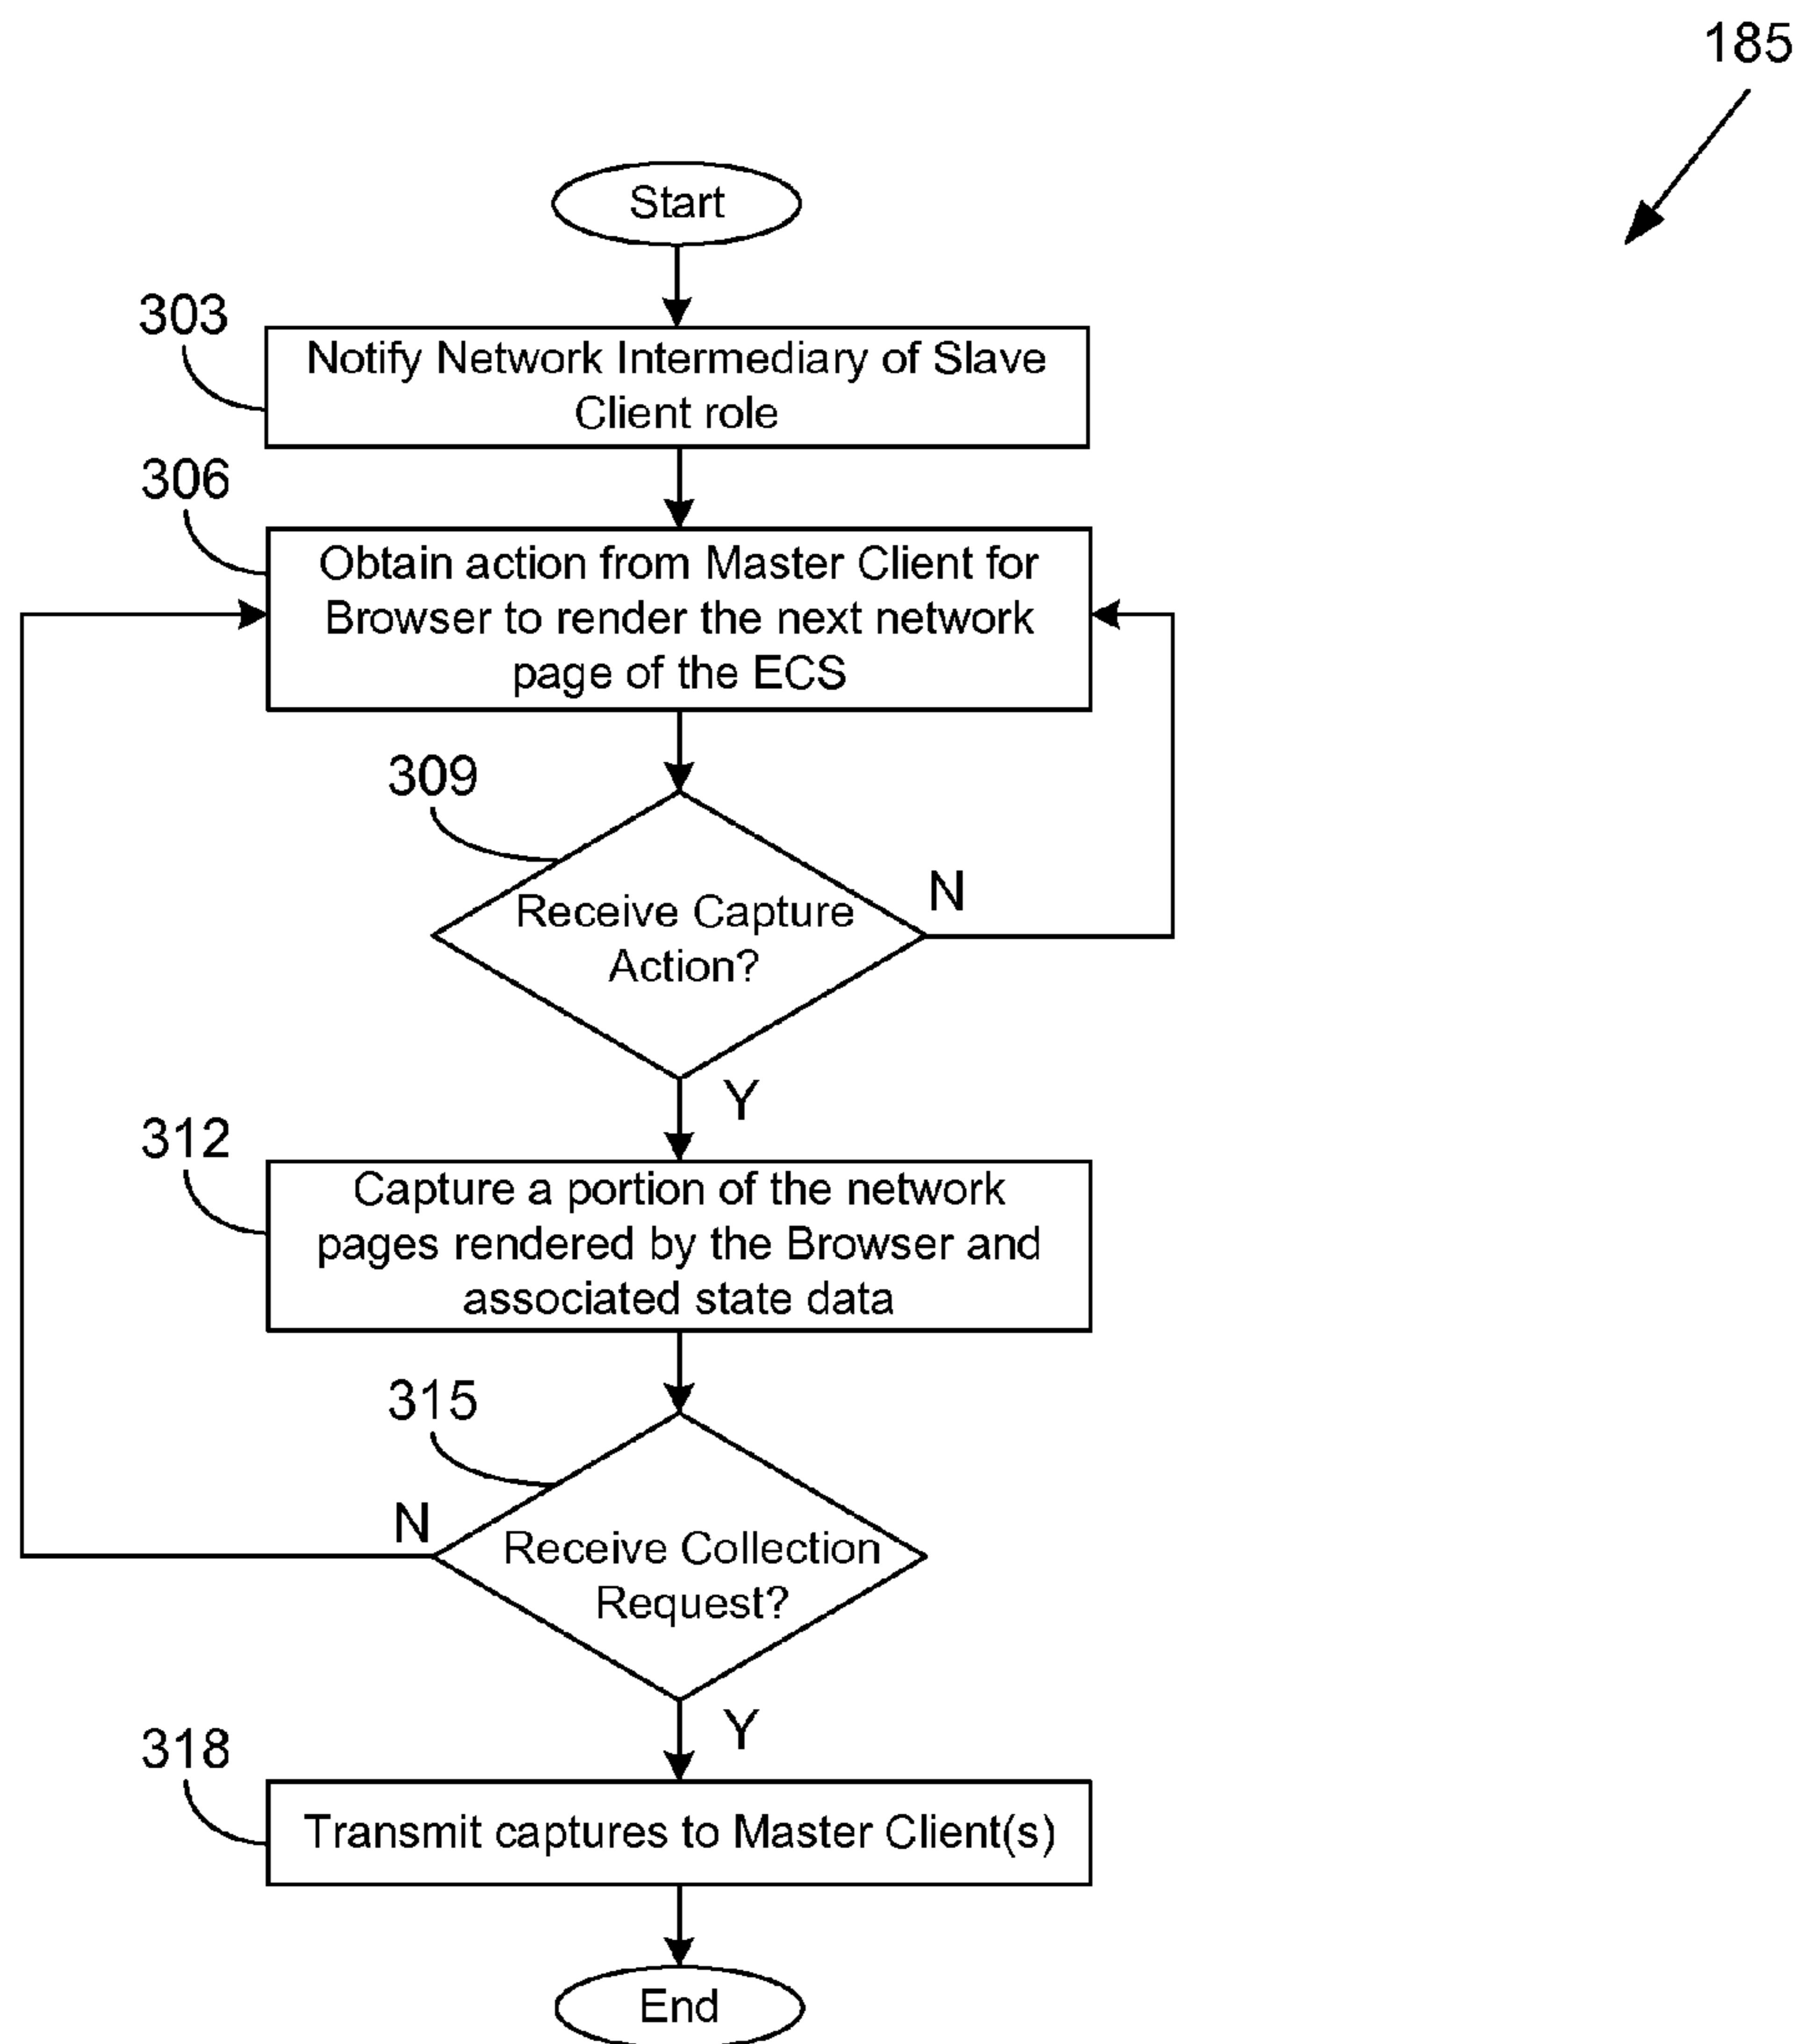 185
Start
303
Notify Network Intermediary of Slave
Client role
306
Obtain action from Master Client for
Browser to render the next network
page of the ECS
309
Receive Capture
Action?
N
Y
312
Capture a portion of the network
pages rendered by the Browser and
associated state data
315
N
Receive Collection
Request?
Y
318
Transmit captures to Master Client(s)
End